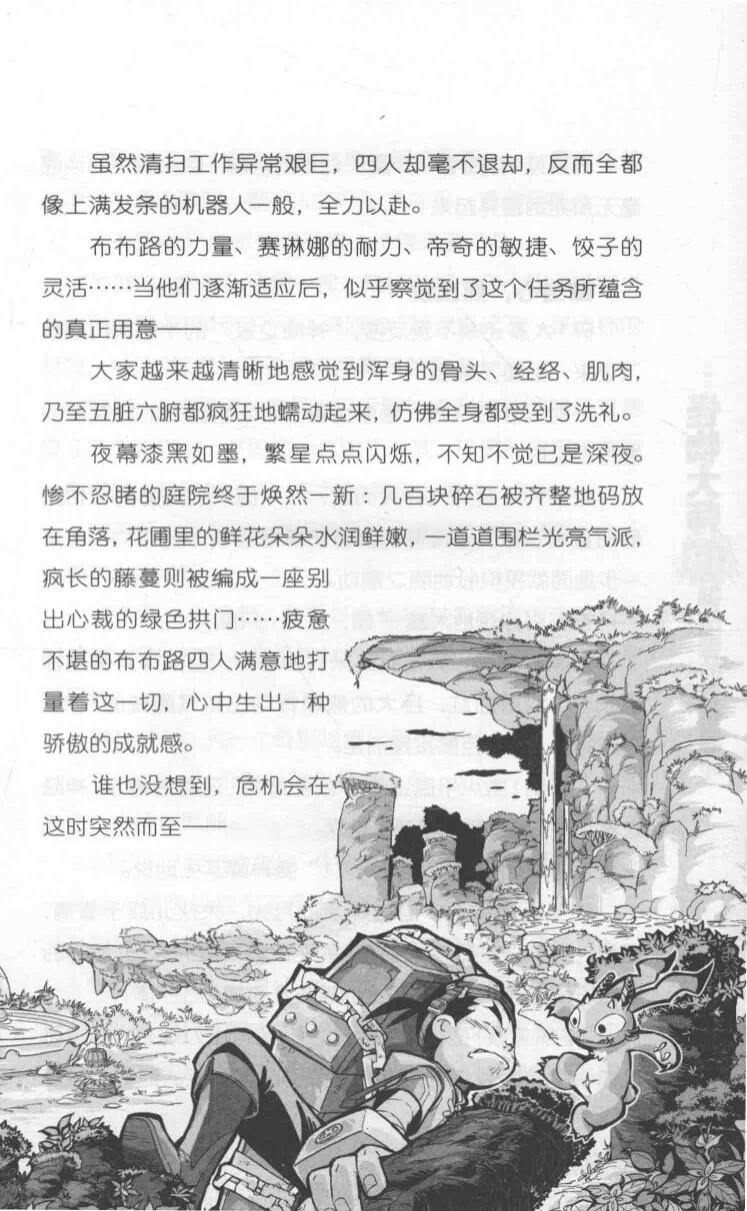 虽然清扫工作异常艰巨，四人却毫不退却，反而全都
像上满发条的机器人一般，全力以赴。
布布路的力量、赛琳娜的耐力、帝奇的敏捷、饺子的
灵活……当他们逐渐适应后，似乎察觉到了这个任务所蕴含
的真正用意——
大家越来越清晰地感觉到浑身的骨头、经络、肌肉，
乃至五脏六腑都疯狂地蠕动起来，仿佛全身都受到了洗礼。
夜幕漆黑如墨，繁星点点闪烁，不知不觉已是深夜。
惨不忍睹的庭院终于焕然一新：几百块碎石被齐整地码放
在角落，花圃里的鲜花朵朵水润鲜嫩，一道道围栏光亮气派，
疯长的藤蔓则被编成一座别
出心裁的绿色拱门……疲惫
不堪的布布路四人满意地打
量着这一切，心中生出一种
骄傲的成就感。
谁也没想到，危机会在
这时突然而至——